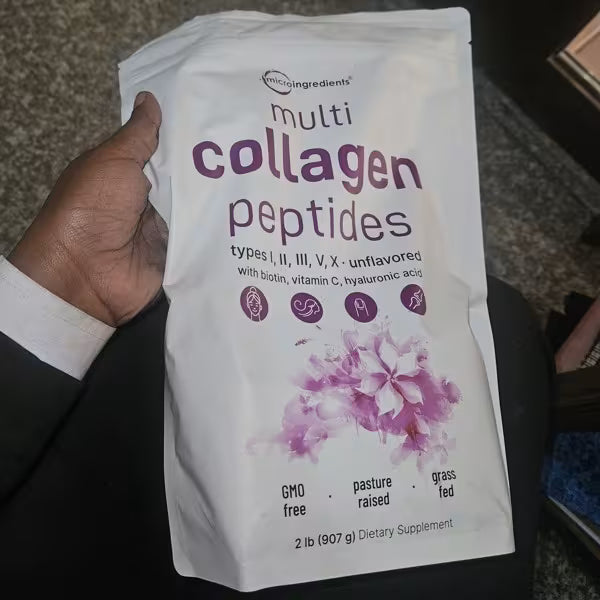 microingredients®
multi
collagen
peptides
types I, II, III, V, X · unflavored
with biotin, vitamin C, hyaluronic acid
GMO free · pasture raised · grass fed
2 lb (907 g) Dietary Supplement